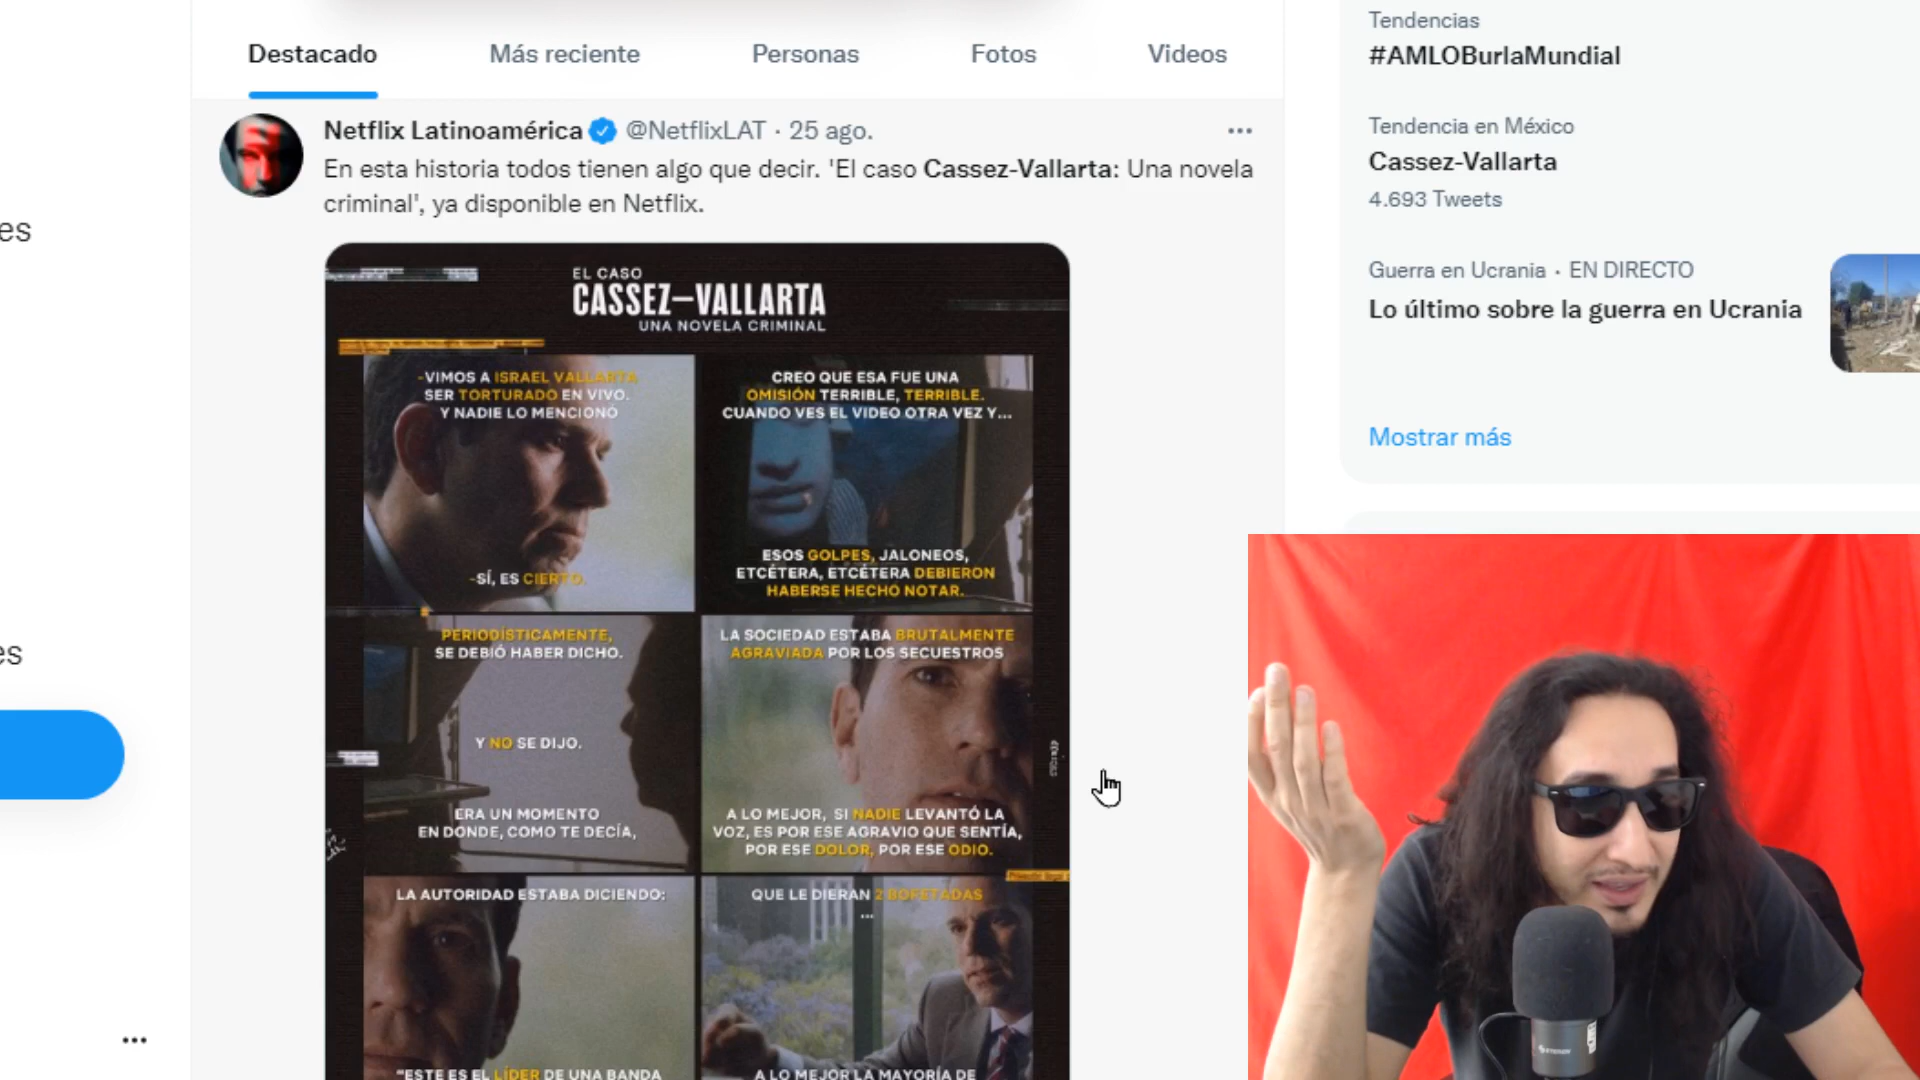 Destacado
Más reciente
Personas
Fotos
Videos
Netflix Latinoamérica @NetflixLAT · 25 ago.
En esta historia todos tienen algo que decir. 'El caso Cassez-Vallarta: Una novela
criminal', ya disponible en Netflix.
EL CASO
CASSEZ–VALLARTA
UNA NOVELA CRIMINAL
-VIMOS A ISRAEL VALLARTA
SER TORTURADO EN VIVO.
Y NADIE LO MENCIONÓ
-SÍ, ES CIERTO.
CREO QUE ESA FUE UNA
OMISIÓN TERRIBLE, TERRIBLE.
CUANDO VES EL VIDEO OTRA VEZ Y...
ESOS GOLPES, JALONEOS,
ETCÉTERA, ETCÉTERA DEBIERON
HABERSE HECHO NOTAR.
PERIODÍSTICAMENTE,
SE DEBIÓ HABER DICHO.
Y NO SE DIJO.
ERA UN MOMENTO
EN DONDE, COMO TE DECÍA,
LA SOCIEDAD ESTABA BRUTALMENTE
AGRAVIADA POR LOS SECUESTROS
A LO MEJOR, SI NADIE LEVANTÓ LA
VOZ, ES POR ESE AGRAVIO QUE SENTÍA,
POR ESE DOLOR, POR ESE ODIO.
LA AUTORIDAD ESTABA DICIENDO:
"ESTE ES EL LÍDER DE UNA BANDA
QUE LE DIERAN 2 BOFETADAS
...
A LO MEJOR LA MAYORÍA DE
Tendencias
#AMLOBurlaMundial
Tendencia en México
Cassez-Vallarta
4.693 Tweets
Guerra en Ucrania · EN DIRECTO
Lo último sobre la guerra en Ucrania
Mostrar más
es
es